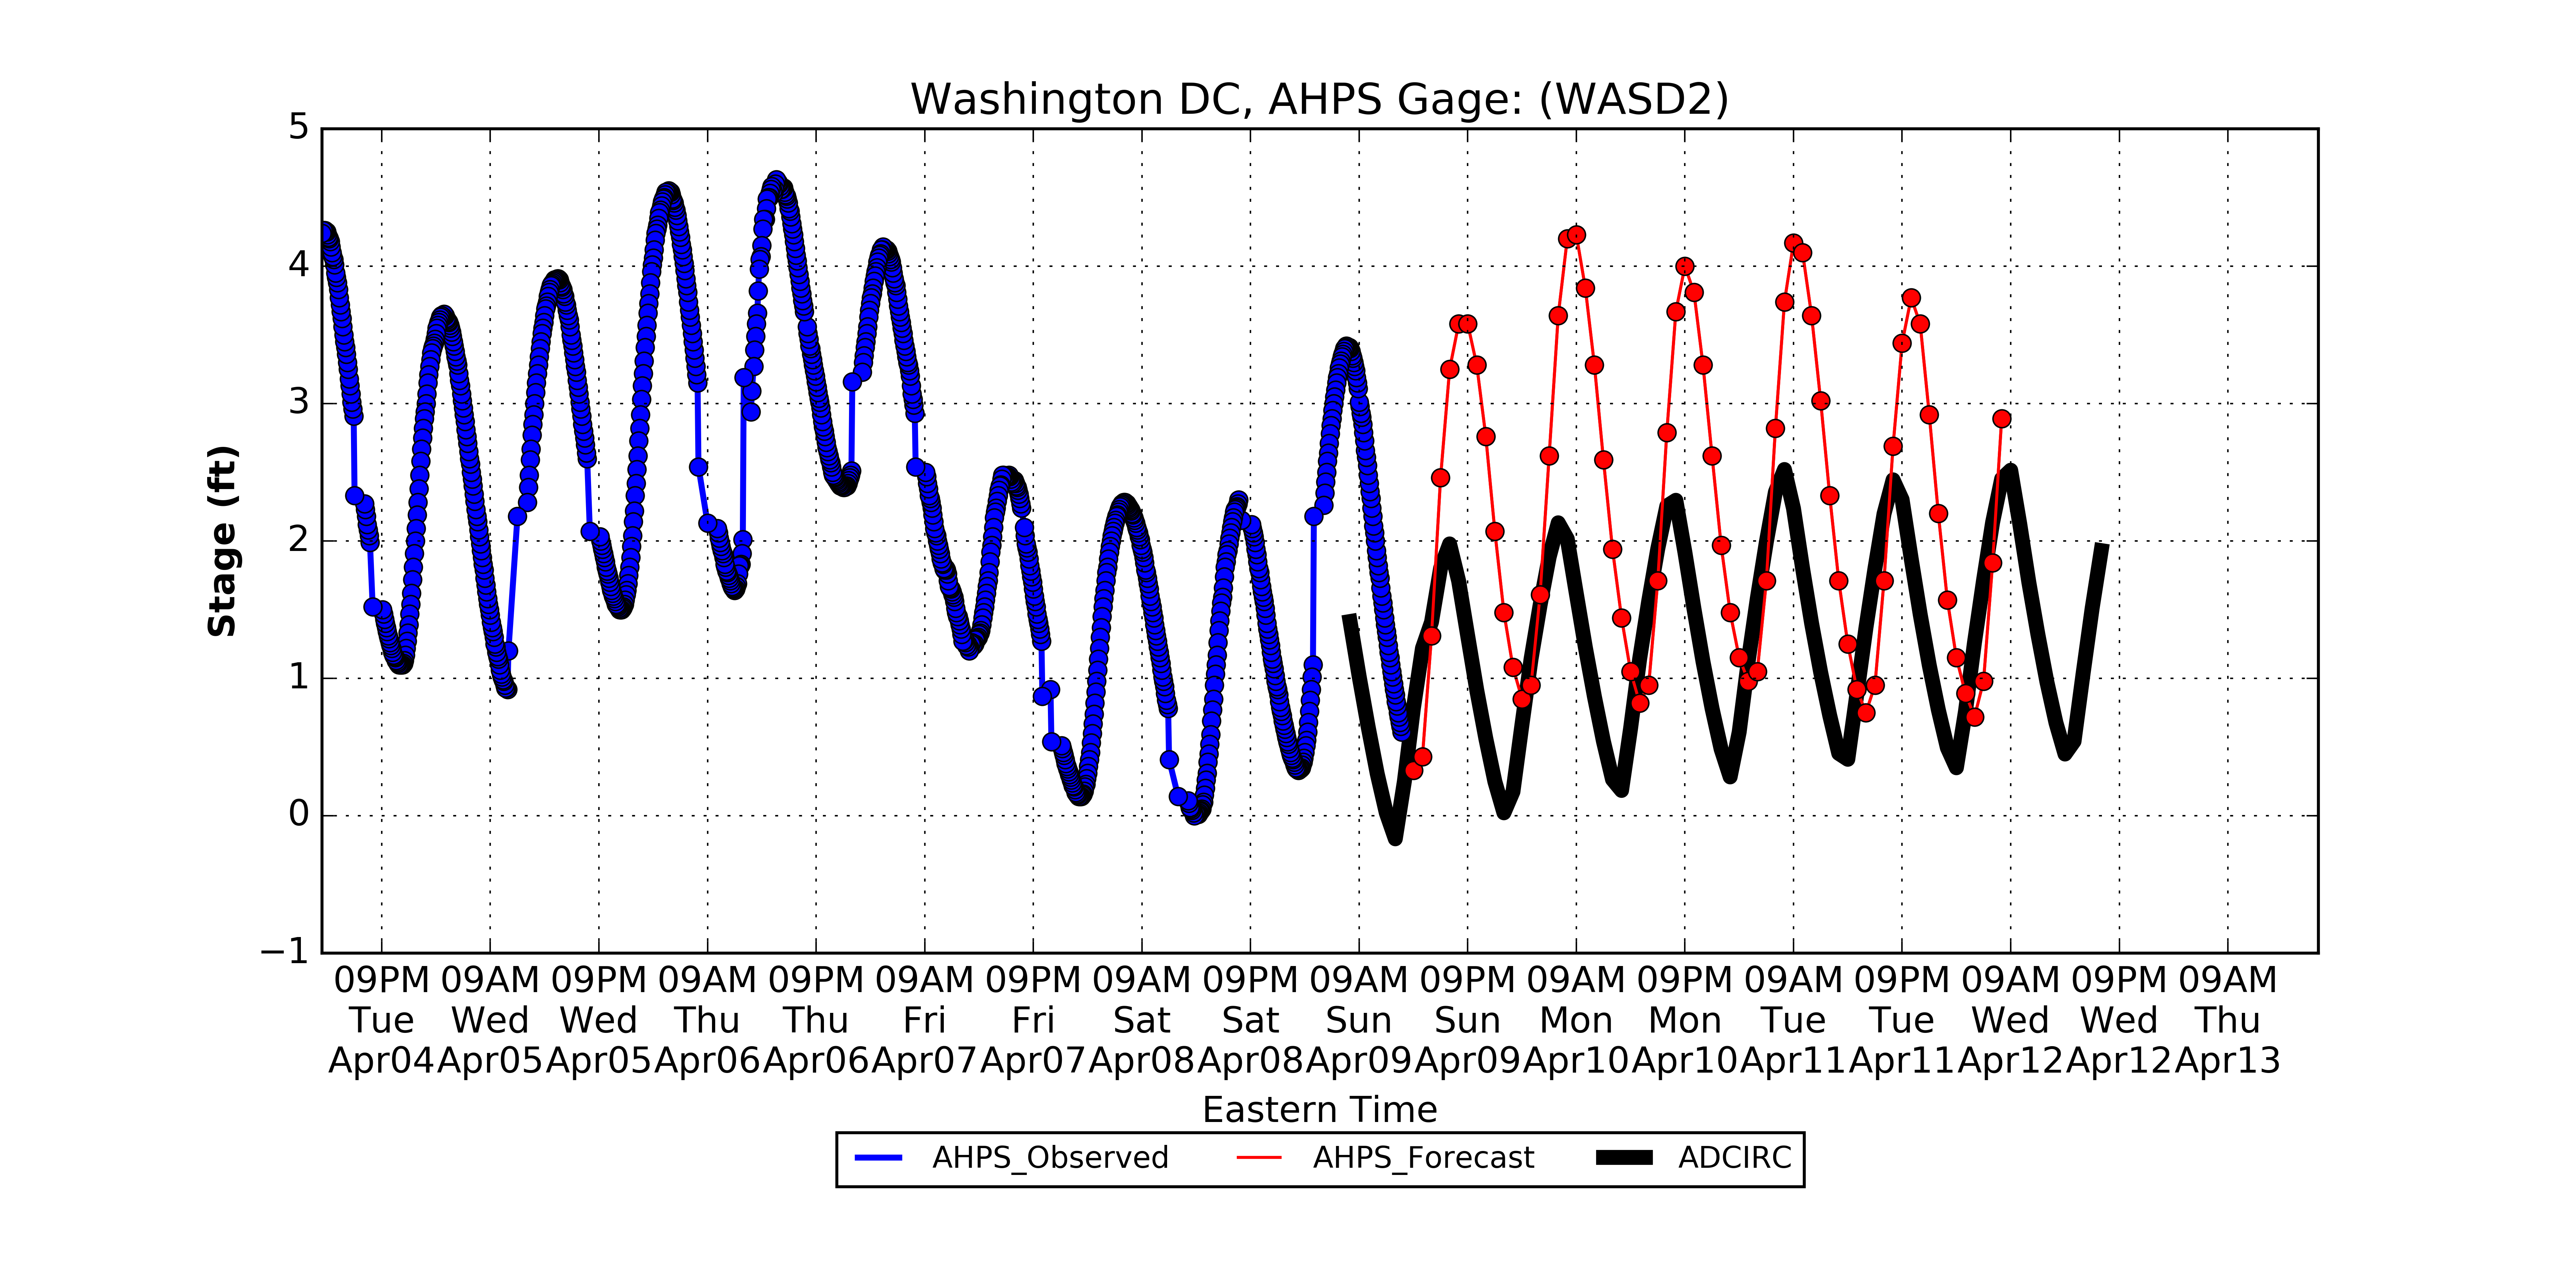 Washington DC, AHPS Gage: (WASD2)
5
4
3
2
1
0
−1
Stage (ft)
09PM 09AM 09PM 09AM 09PM 09AM 09PM 09AM 09PM 09AM 09PM 09AM 09PM 09AM 09PM 09AM 09PM 09AM
Tue Wed Wed Thu Thu Fri Fri Sat Sat Sun Sun Mon Mon Tue Tue Wed Wed Thu
Apr04 Apr05 Apr05 Apr06 Apr06 Apr07 Apr07 Apr08 Apr08 Apr09 Apr09 Apr10 Apr10 Apr11 Apr11 Apr12 Apr12 Apr13
Eastern Time
AHPS_Observed AHPS_Forecast ADCIRC